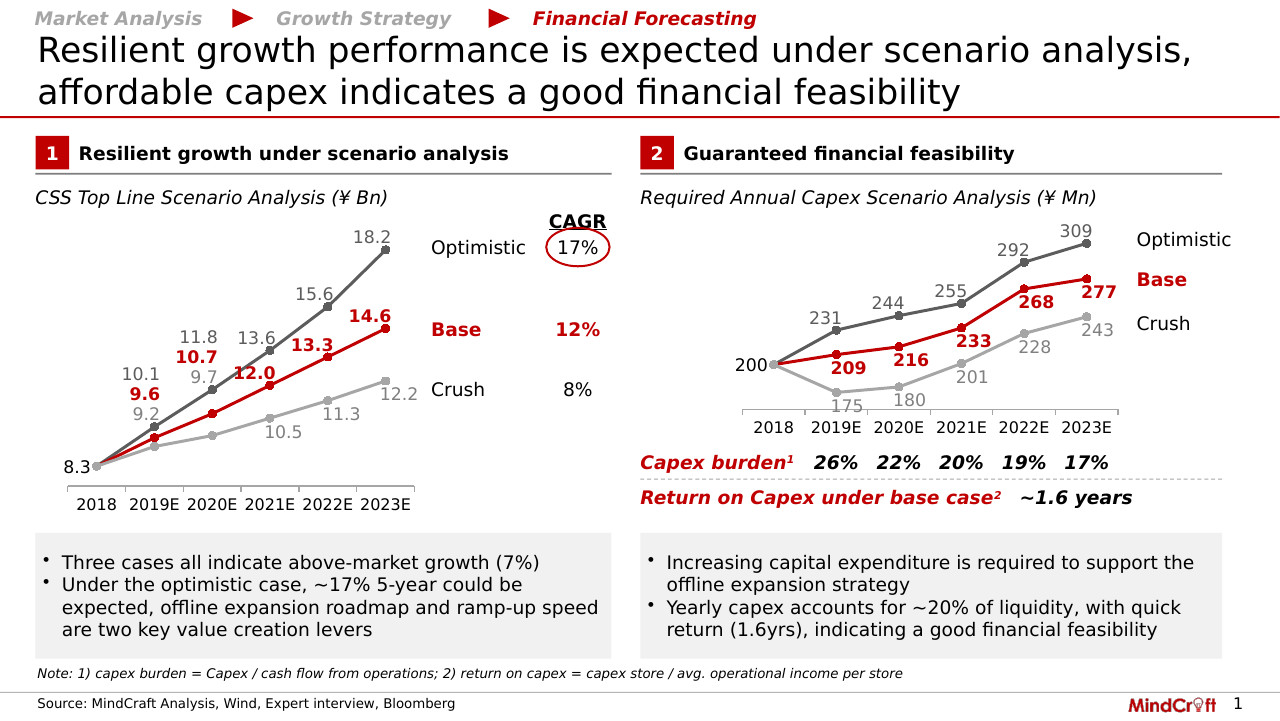 Market Analysis Growth Strategy Financial Forecasting
Resilient growth performance is expected under scenario analysis,
affordable capex indicates a good financial feasibility
1 Resilient growth under scenario analysis
CSS Top Line Scenario Analysis (¥ Bn)
CAGR
18.2
Optimistic 17%
15.6
14.6
Base 12%
11.8 13.6
13.3
10.7
10.1 9.7 12.0
9.6
9.2
Crush 8%
12.2
11.3
10.5
8.3
2018 2019E 2020E 2021E 2022E 2023E
• Three cases all indicate above-market growth (7%)
• Under the optimistic case, ~17% 5-year could be
expected, offline expansion roadmap and ramp-up speed
are two key value creation levers
2 Guaranteed financial feasibility
Required Annual Capex Scenario Analysis (¥ Mn)
309
Optimistic
292
Base
277
255
244
268
231
Crush
243
233
228
216
209
200
201
180
175
2018 2019E 2020E 2021E 2022E 2023E
Capex burden¹ 26% 22% 20% 19% 17%
Return on Capex under base case² ~1.6 years
• Increasing capital expenditure is required to support the
offline expansion strategy
• Yearly capex accounts for ~20% of liquidity, with quick
return (1.6yrs), indicating a good financial feasibility
Note: 1) capex burden = Capex / cash flow from operations; 2) return on capex = capex store / avg. operational income per store
Source: MindCraft Analysis, Wind, Expert interview, Bloomberg
MindCraft 1